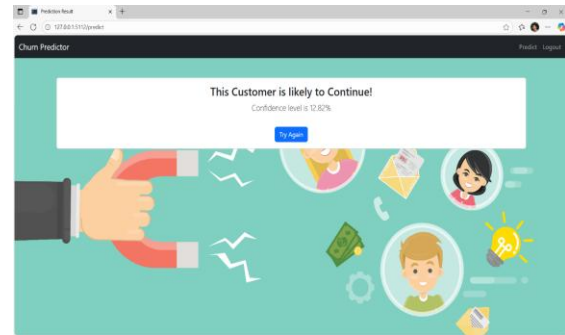 Prediction Result
127.0.0.1:5117/predict
Churn Predictor
Predict Logout
This Customer is likely to Continue!
Confidence level is 12.82%
Try Again